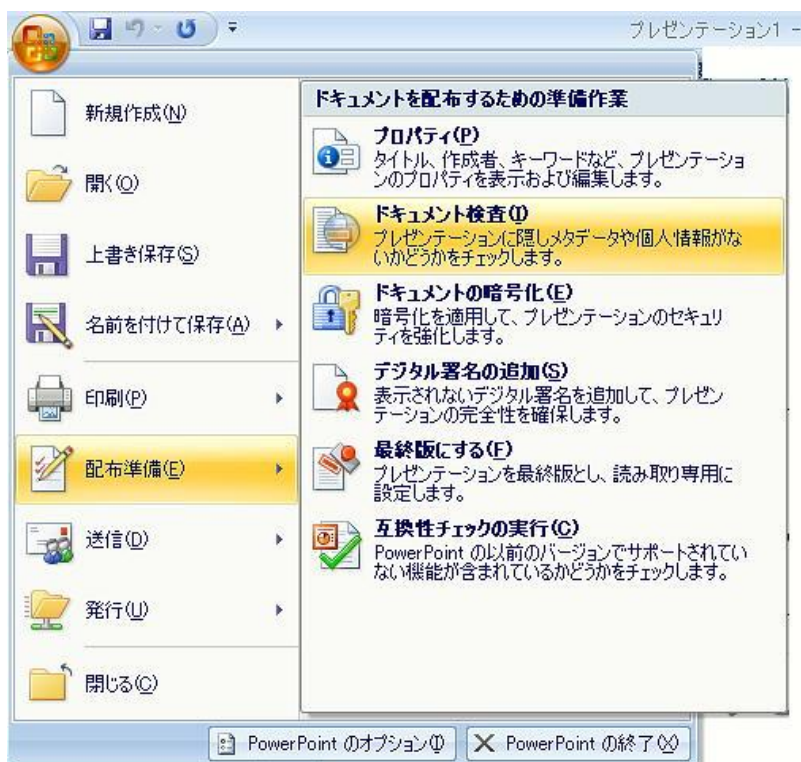 プレゼンテーション1 -
新規作成(N)
開く(O)
上書き保存(S)
名前を付けて保存(A)
印刷(P)
配布準備(E)
送信(D)
発行(U)
閉じる(C)
ドキュメントを配布するための準備作業
プロパティ(P)
タイトル、作成者、キーワードなど、プレゼンテーショ
ンのプロパティを表示および編集します。
ドキュメント検査(I)
プレゼンテーションに隠しメタデータや個人情報がな
いかどうかをチェックします。
ドキュメントの暗号化(E)
暗号化を適用して、プレゼンテーションのセキュリ
ティを強化します。
デジタル署名の追加(S)
表示されないデジタル署名を追加して、プレゼン
テーションの完全性を確保します。
最終版にする(F)
プレゼンテーションを最終版とし、読み取り専用に
設定します。
互換性チェックの実行(C)
PowerPoint の以前のバージョンでサポートされてい
ない機能が含まれているかどうかをチェックします。
PowerPoint のオプション(I)
PowerPoint の終了(X)